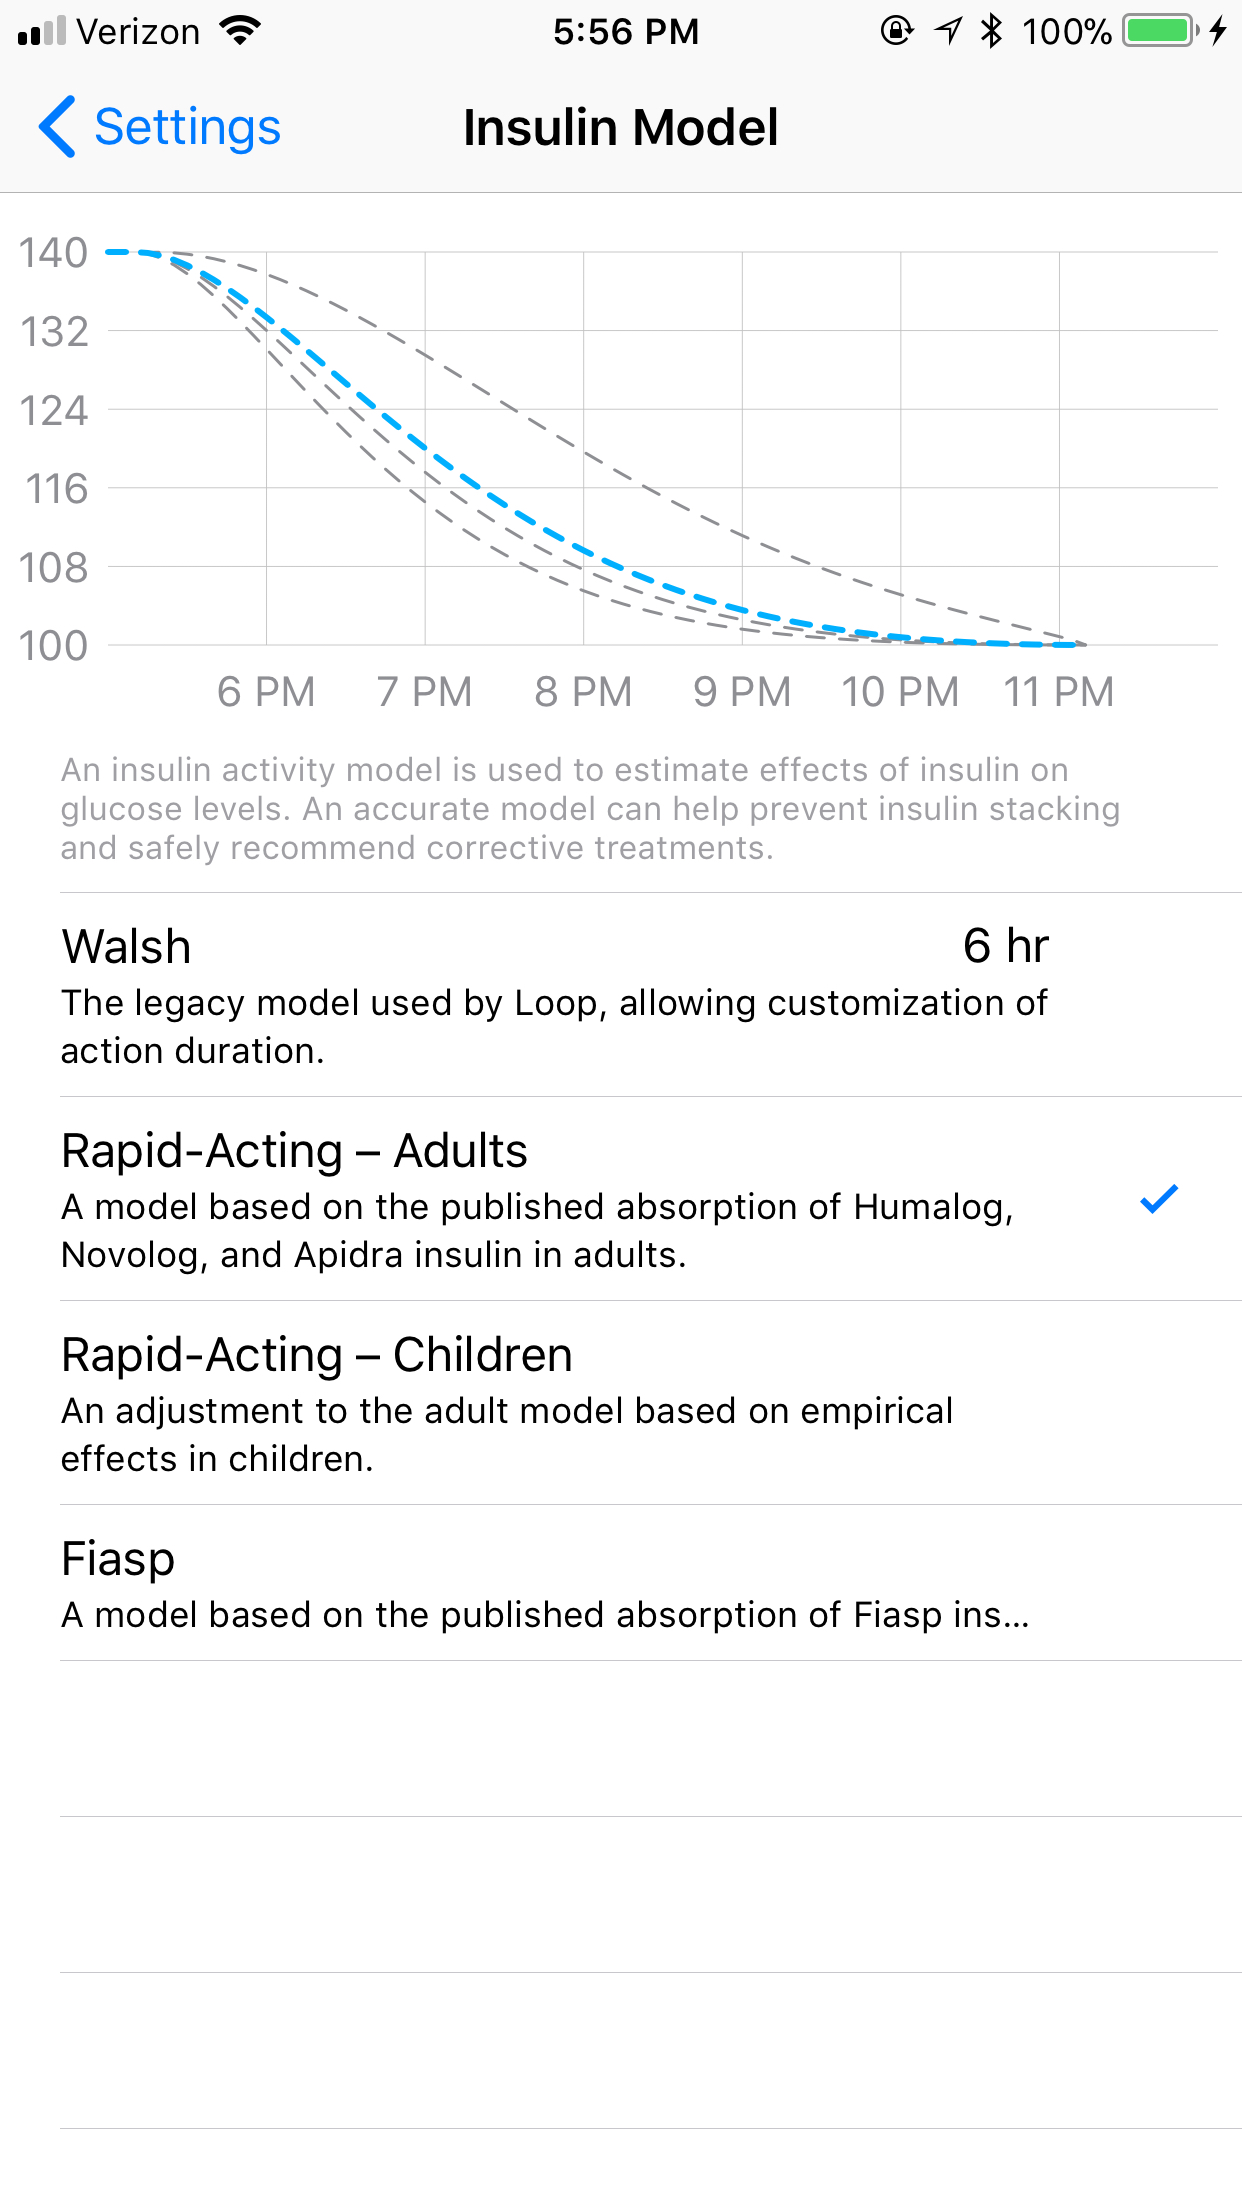 Verizon 5:56 PM 100%
Settings Insulin Model
140
132
124
116
108
100
6 PM 7 PM 8 PM 9 PM 10 PM 11 PM
An insulin activity model is used to estimate effects of insulin on
glucose levels. An accurate model can help prevent insulin stacking
and safely recommend corrective treatments.
Walsh 6 hr
The legacy model used by Loop, allowing customization of
action duration.
Rapid-Acting – Adults
A model based on the published absorption of Humalog,
Novolog, and Apidra insulin in adults.
Rapid-Acting – Children
An adjustment to the adult model based on empirical
effects in children.
Fiasp
A model based on the published absorption of Fiasp ins...